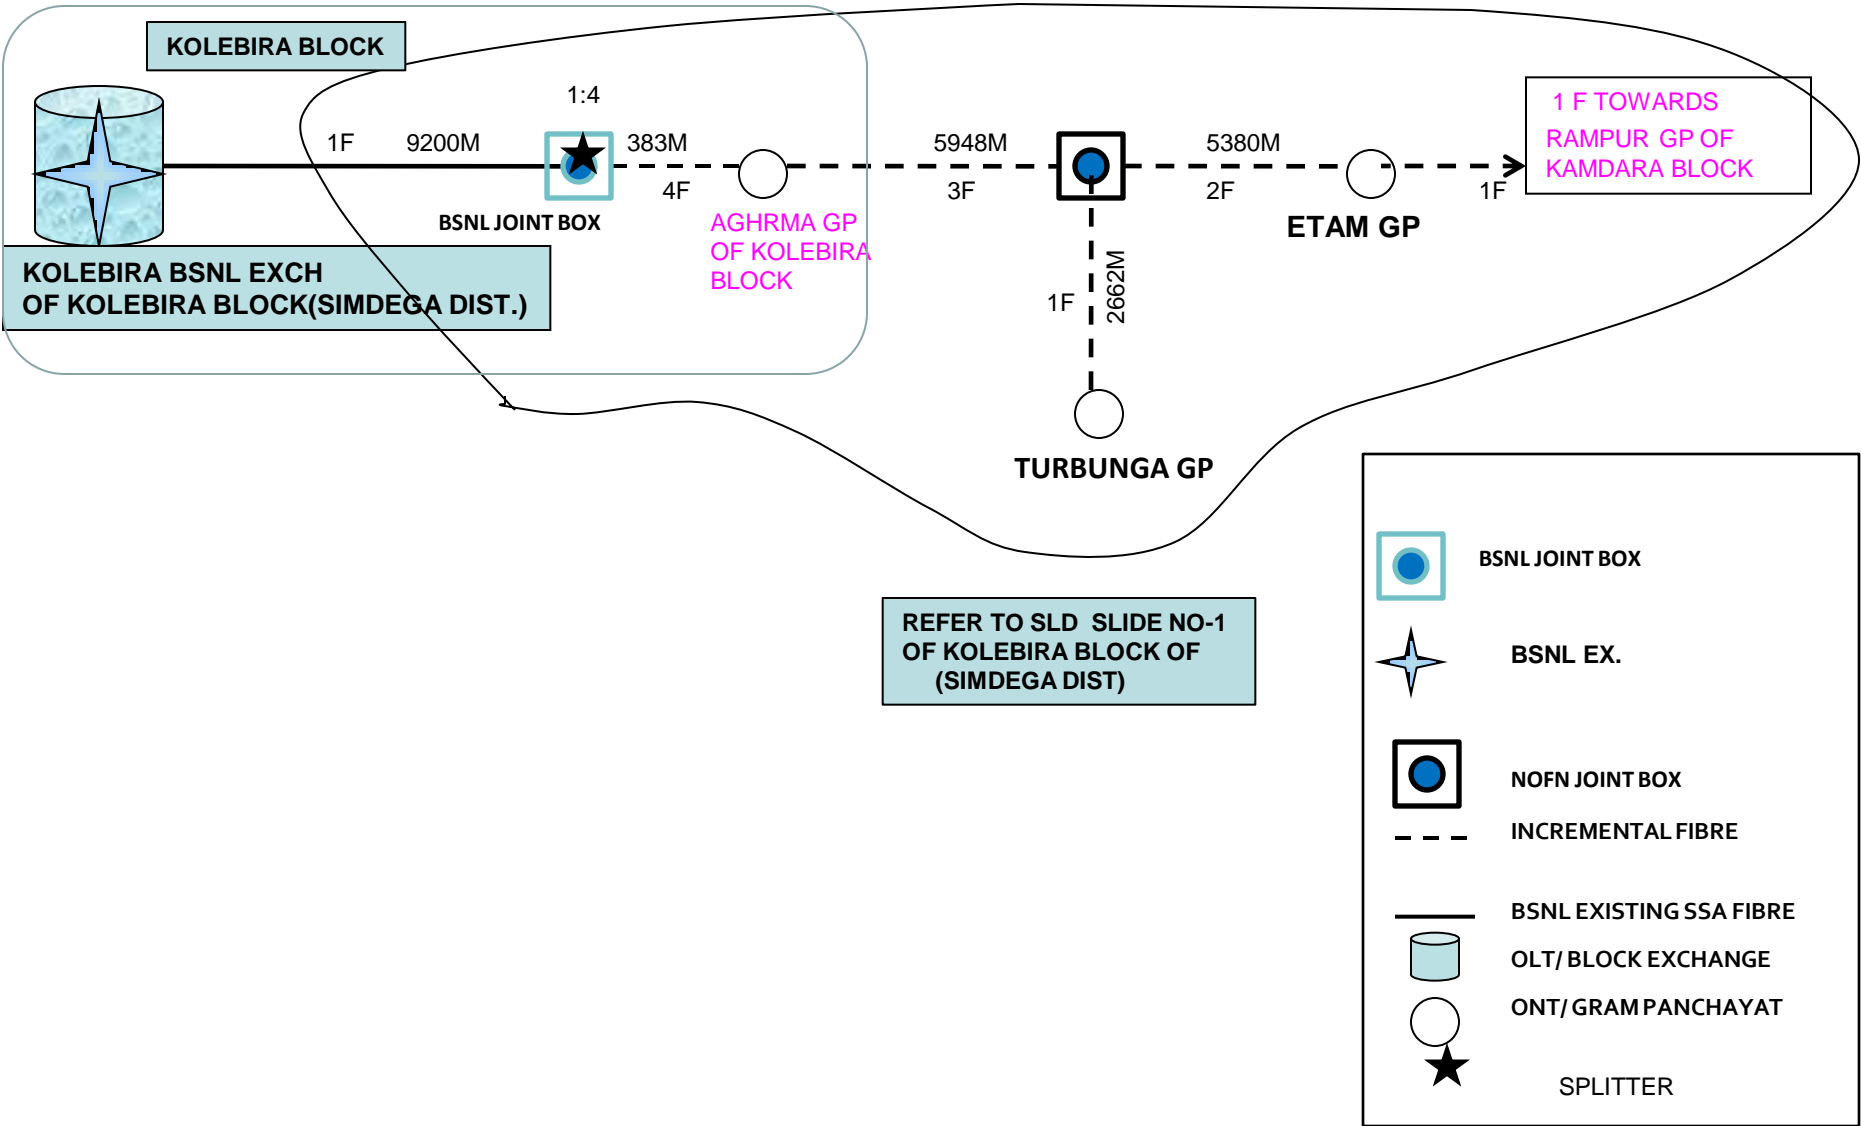 KOLEBIRA BLOCK
1:4
1F
9200M
383M
4F
BSNL JOINT BOX
AGHRMA GP
OF KOLEBIRA
BLOCK
KOLEBIRA BSNL EXCH
OF KOLEBIRA BLOCK(SIMDEGA DIST.)
5948M
3F
5380M
2F
1F
ETAM GP
1 F TOWARDS
RAMPUR GP OF
KAMDARA BLOCK
1F
2662M
TURBUNGA GP
REFER TO SLD SLIDE NO-1
OF KOLEBIRA BLOCK OF
(SIMDEGA DIST)
BSNL JOINT BOX
BSNL EX.
NOFN JOINT BOX
INCREMENTAL FIBRE
BSNL EXISTING SSA FIBRE
OLT/ BLOCK EXCHANGE
ONT/ GRAM PANCHAYAT
SPLITTER